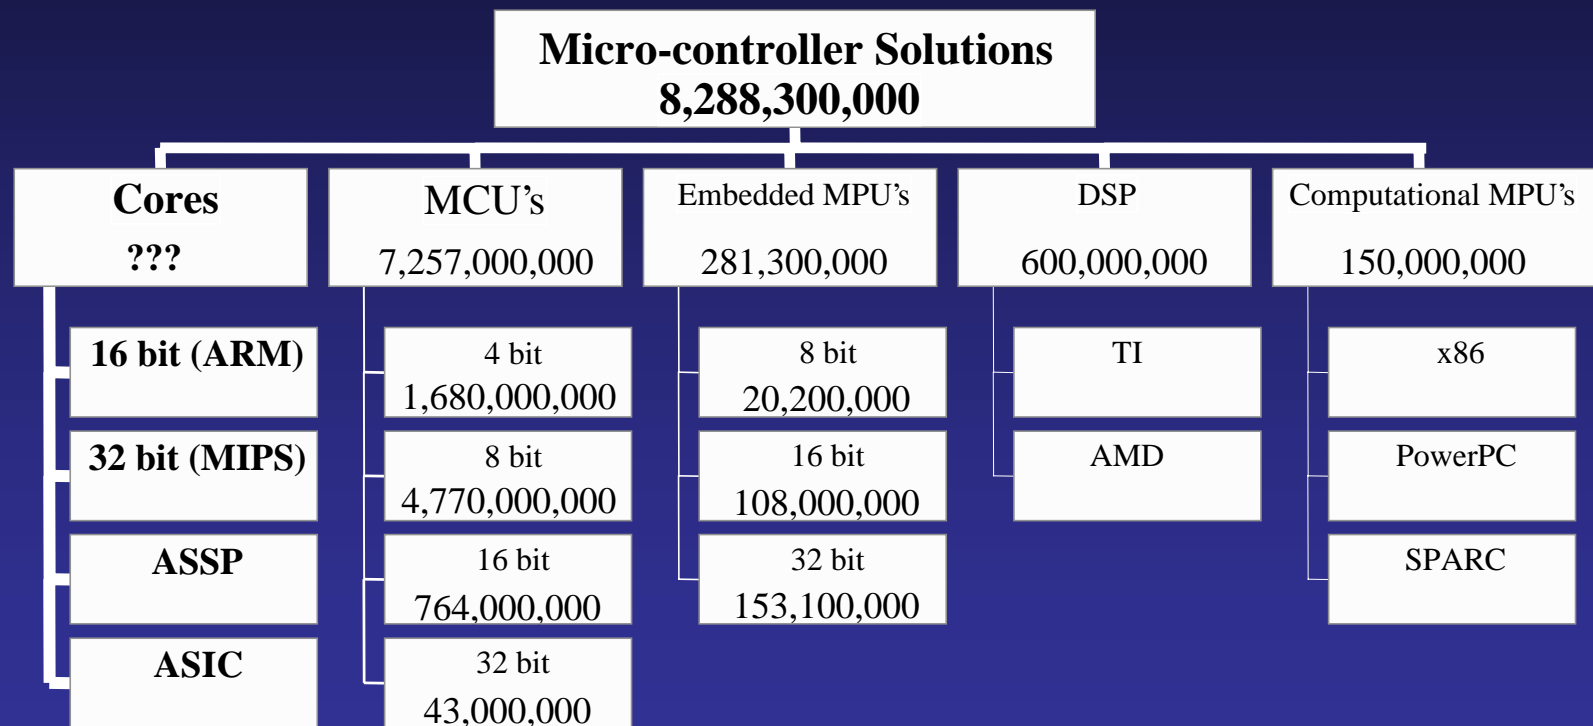 Micro-controller Solutions
8,288,300,000
Cores
???
MCU’s
7,257,000,000
Embedded MPU’s
281,300,000
DSP
600,000,000
Computational MPU’s
150,000,000
16 bit (ARM)
32 bit (MIPS)
ASSP
ASIC
4 bit
1,680,000,000
8 bit
4,770,000,000
16 bit
764,000,000
32 bit
43,000,000
8 bit
20,200,000
16 bit
108,000,000
32 bit
153,100,000
TI
AMD
x86
PowerPC
SPARC